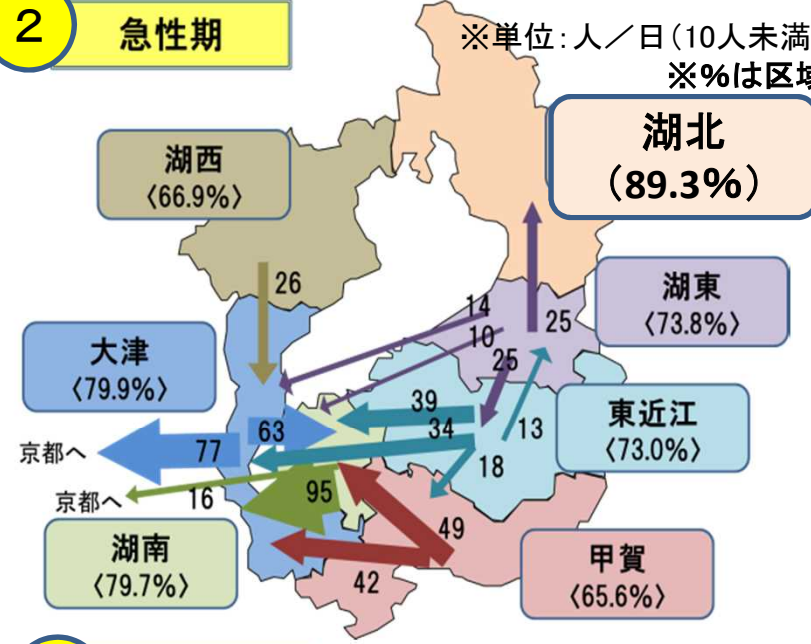 2
急性期
※単位：人／日（10人未満
※%は区域
湖北
（89.3%）
湖西
〈66.9%〉
26
湖東
〈73.8%〉
14
10
25
25
大津
〈79.9%〉
39
東近江
〈73.0%〉
63
34
13
京都へ
77
18
京都へ
16
95
湖南
〈79.7%〉
49
甲賀
〈65.6%〉
42